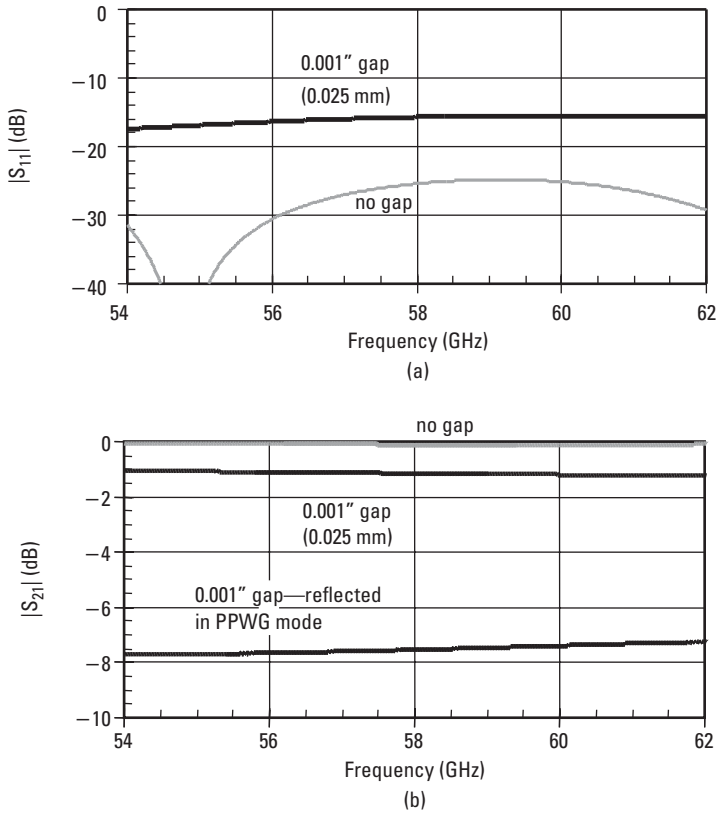 0
−10
−20
−30
−40
|S11| (dB)
0.001″ gap
(0.025 mm)
no gap
54
56
58
60
62
Frequency (GHz)
(a)
no gap
0
−2
−4
−6
−8
−10
|S21| (dB)
0.001″ gap
(0.025 mm)
0.001″ gap—reflected
in PPWG mode
54
56
58
60
62
Frequency (GHz)
(b)